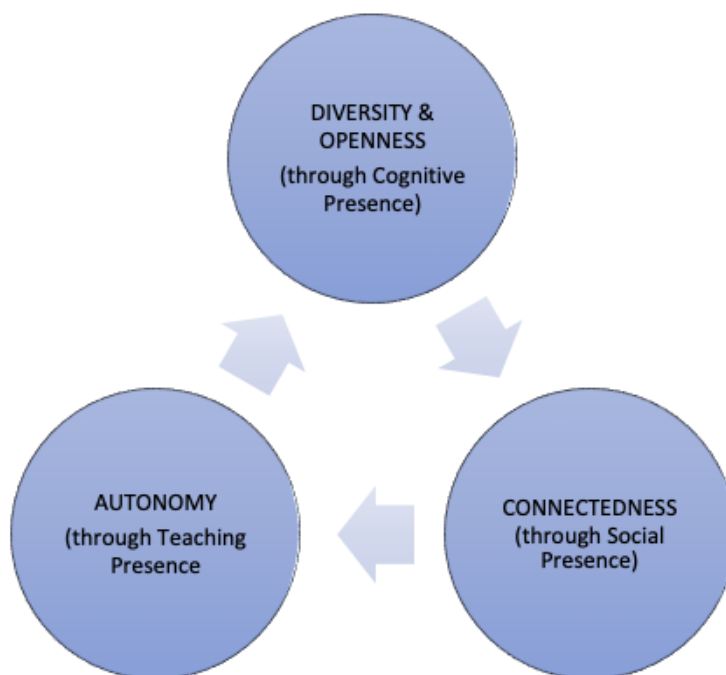 DIVERSITY &
OPENNESS
(through Cognitive
Presence)
AUTONOMY
(through Teaching
Presence
CONNECTEDNESS
(through Social
Presence)